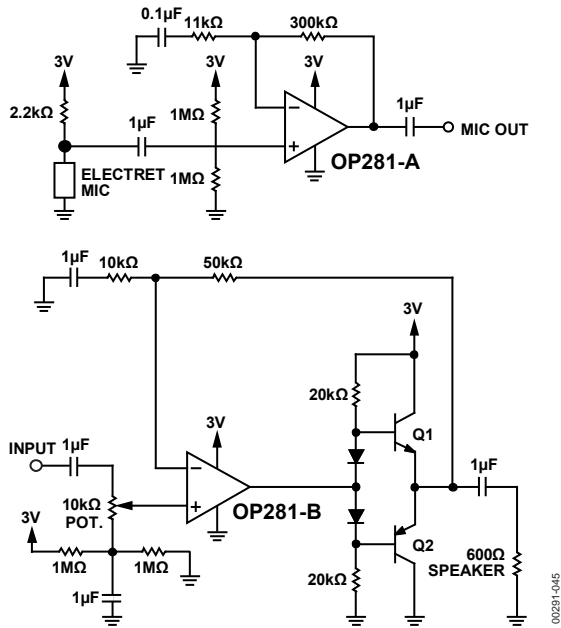 0.1µF 11kΩ 300kΩ
3V 3V 3V
2.2kΩ 1µF 1MΩ 1µF
MIC OUT
OP281-A
ELECTRET
MIC
1MΩ
1µF 10kΩ 50kΩ
3V
20kΩ
Q1
3V
INPUT 1µF 1µF
10kΩ
POT.
OP281-B
3V
Q2
1MΩ 1MΩ
600Ω
SPEAKER
20kΩ
1µF
00291-045